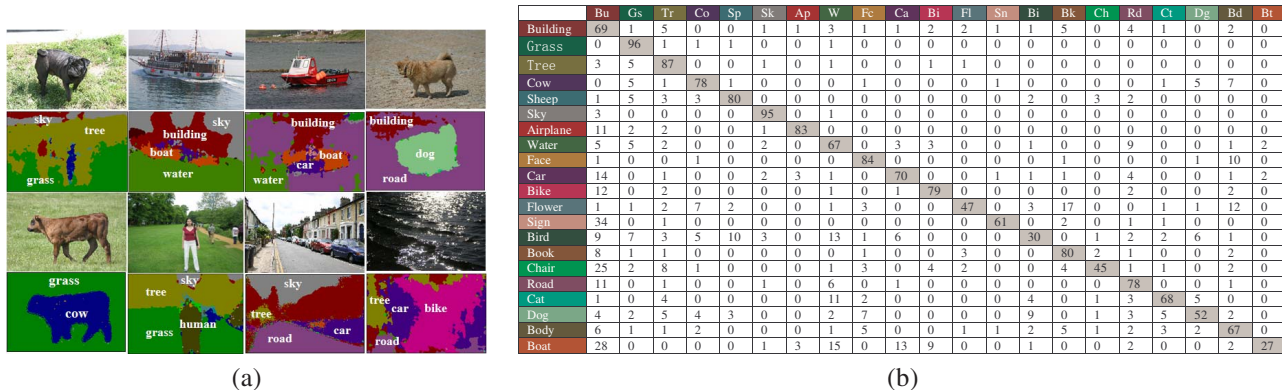 sky
tree
grass
sky
building
boat
water
building
boat
car
water
building
dog
road
grass
cow
sky
tree
human
grass
sky
tree
car
road
tree
car
bike
road
(a)
Bu Gs Tr Co Sp Sk Ap W Fc Ca Bi Fl Sn Bi Bk Ch Rd Ct Dg Bd Bt
Building 69 1 5 0 0 1 1 3 1 1 2 2 1 1 5 0 4 1 0 2 0
Grass 0 96 1 1 1 0 0 1 0 0 0 0 0 0 0 0 0 0 0 0 0
Tree 3 5 87 0 0 1 0 1 0 0 1 1 0 0 0 0 0 0 0 0 0
Cow 0 5 1 78 1 0 0 0 1 0 0 0 1 0 0 0 0 1 5 7 0
Sheep 1 5 3 3 80 0 0 0 0 0 0 0 0 2 0 3 2 0 0 0 0
Sky 3 0 0 0 0 95 0 1 0 0 0 0 0 0 0 0 0 0 0 0 0
Airplane 11 2 2 0 0 1 83 0 0 0 0 0 0 0 0 0 0 0 0 0 0
Water 5 5 2 0 0 2 0 67 0 3 3 0 0 1 0 0 9 0 0 1 2
Face 1 0 0 0 1 0 0 0 84 0 0 0 0 0 1 0 0 0 1 10 0
Car 14 0 1 0 0 2 3 1 0 70 0 0 1 1 1 0 4 0 0 1 2
Bike 12 0 2 0 0 0 0 1 0 1 79 0 0 0 0 0 2 0 0 2 0
Flower 1 1 2 7 2 0 0 1 3 0 0 47 0 3 17 0 0 1 1 12 0
Sign 34 0 1 0 0 0 0 1 0 0 0 0 61 0 2 0 1 1 0 0 0
Bird 9 7 3 5 10 3 0 13 1 6 0 0 0 30 0 1 2 2 6 1 0
Book 8 1 1 0 0 0 0 0 1 0 0 3 0 0 80 2 1 0 0 2 0
Chair 25 2 8 1 0 0 0 1 3 0 4 2 0 0 4 45 1 1 0 2 0
Road 11 0 1 0 0 1 0 6 0 1 0 0 0 0 0 0 78 0 0 2 0
Cat 1 0 4 0 0 0 0 11 2 0 0 0 0 4 0 1 3 68 5 0 0
Dog 4 2 5 4 3 0 0 2 7 0 0 0 0 9 0 1 3 5 52 2 0
Body 6 1 1 2 0 0 0 1 5 0 0 1 1 2 5 1 2 3 2 67 0
Boat 28 0 0 0 0 1 3 15 0 13 9 0 0 1 0 0 2 0 0 2 27
(b)